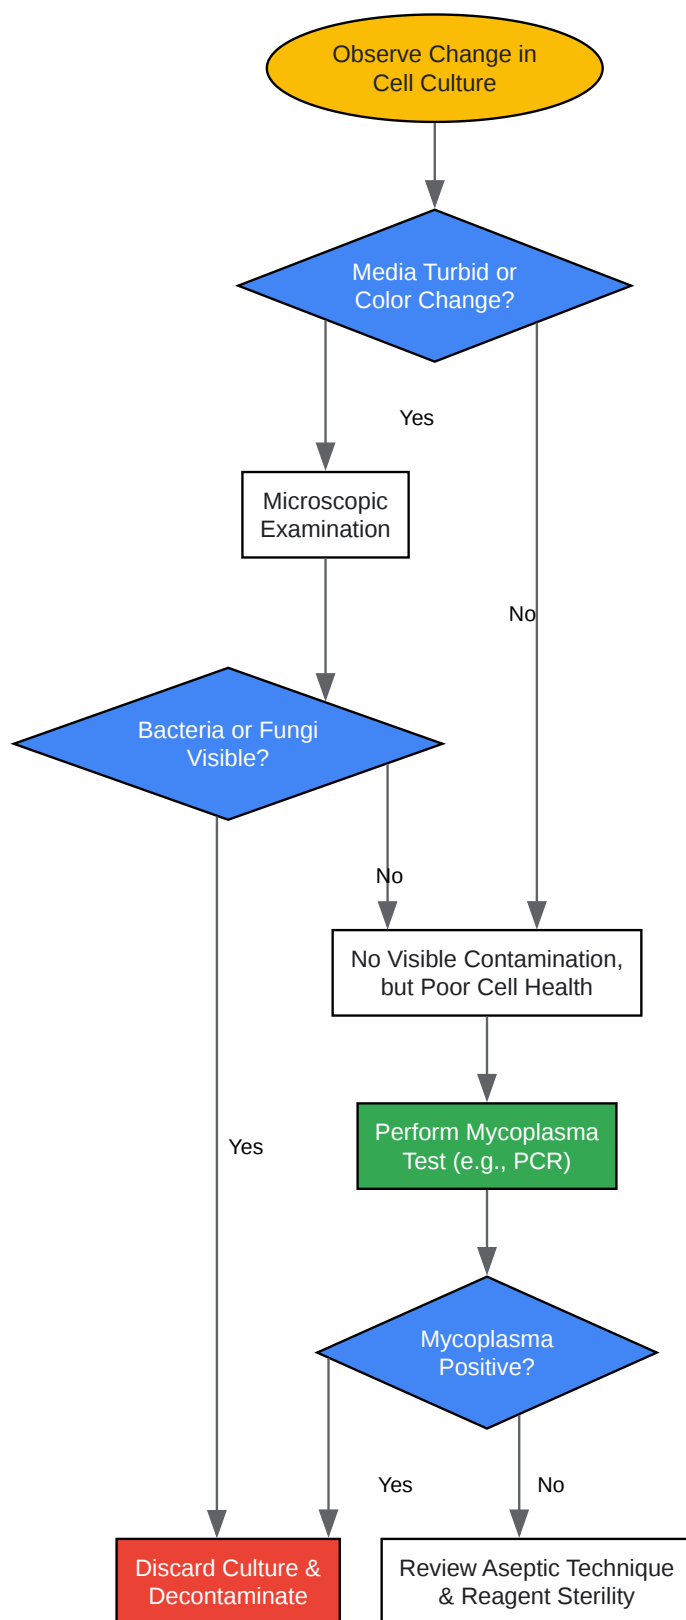 Observe Change in
Cell Culture
Media Turbid or
Color Change?
Yes
Microscopic
Examination
No
Bacteria or Fungi
Visible?
No
No Visible Contamination,
but Poor Cell Health
Perform Mycoplasma
Test (e.g., PCR)
Yes
Mycoplasma
Positive?
Yes
No
Discard Culture &
Decontaminate
Review Aseptic Technique
& Reagent Sterility